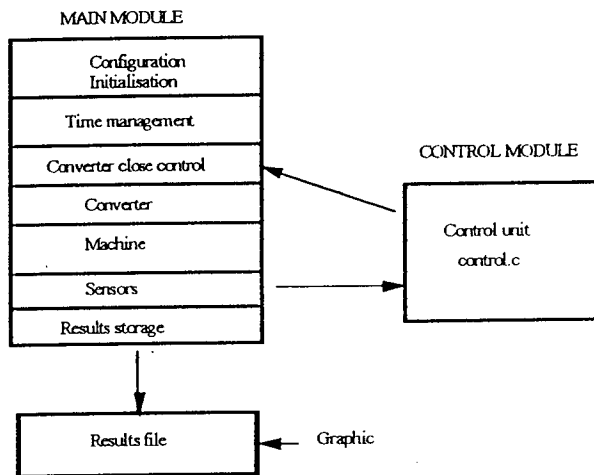 MAIN MODULE
Configuration
Initialisation
Time management
Converter close control
Converter
Machine
Sensors
Results storage
CONTROL MODULE
Control unit
control.c
Results file
Graphic